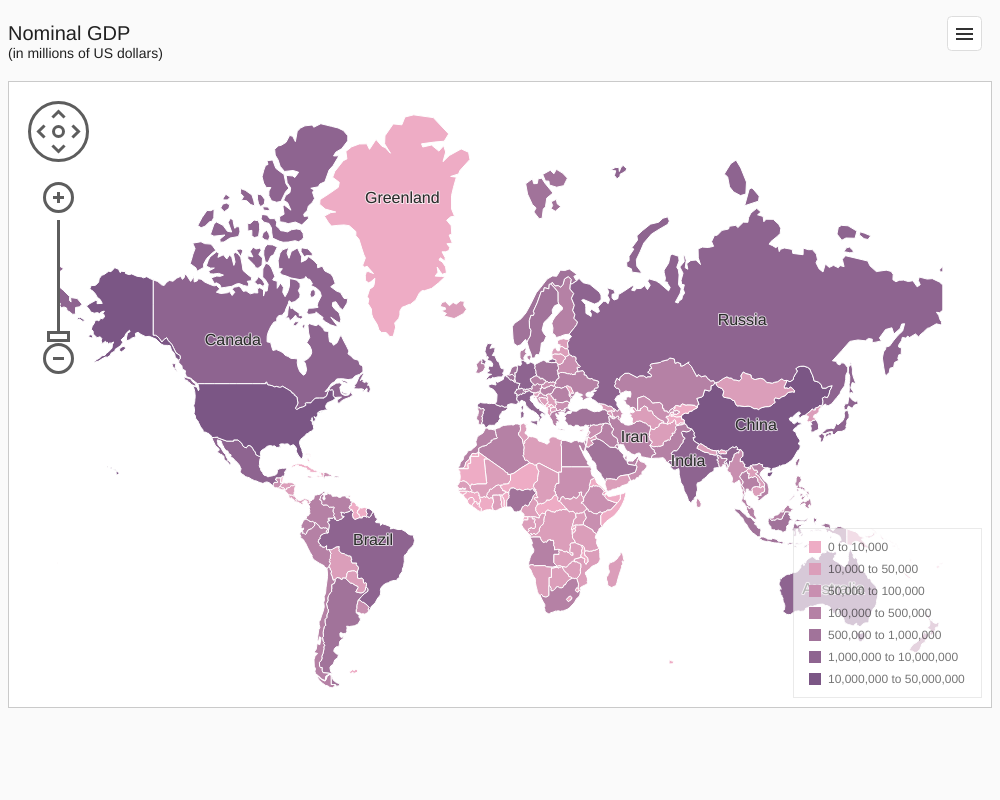 Nominal GDP
(in millions of US dollars)
Greenland
Canada
Russia
China
Iran
India
Brazil
Australia
0 to 10,000
10,000 to 50,000
50,000 to 100,000
100,000 to 500,000
500,000 to 1,000,000
1,000,000 to 10,000,000
10,000,000 to 50,000,000